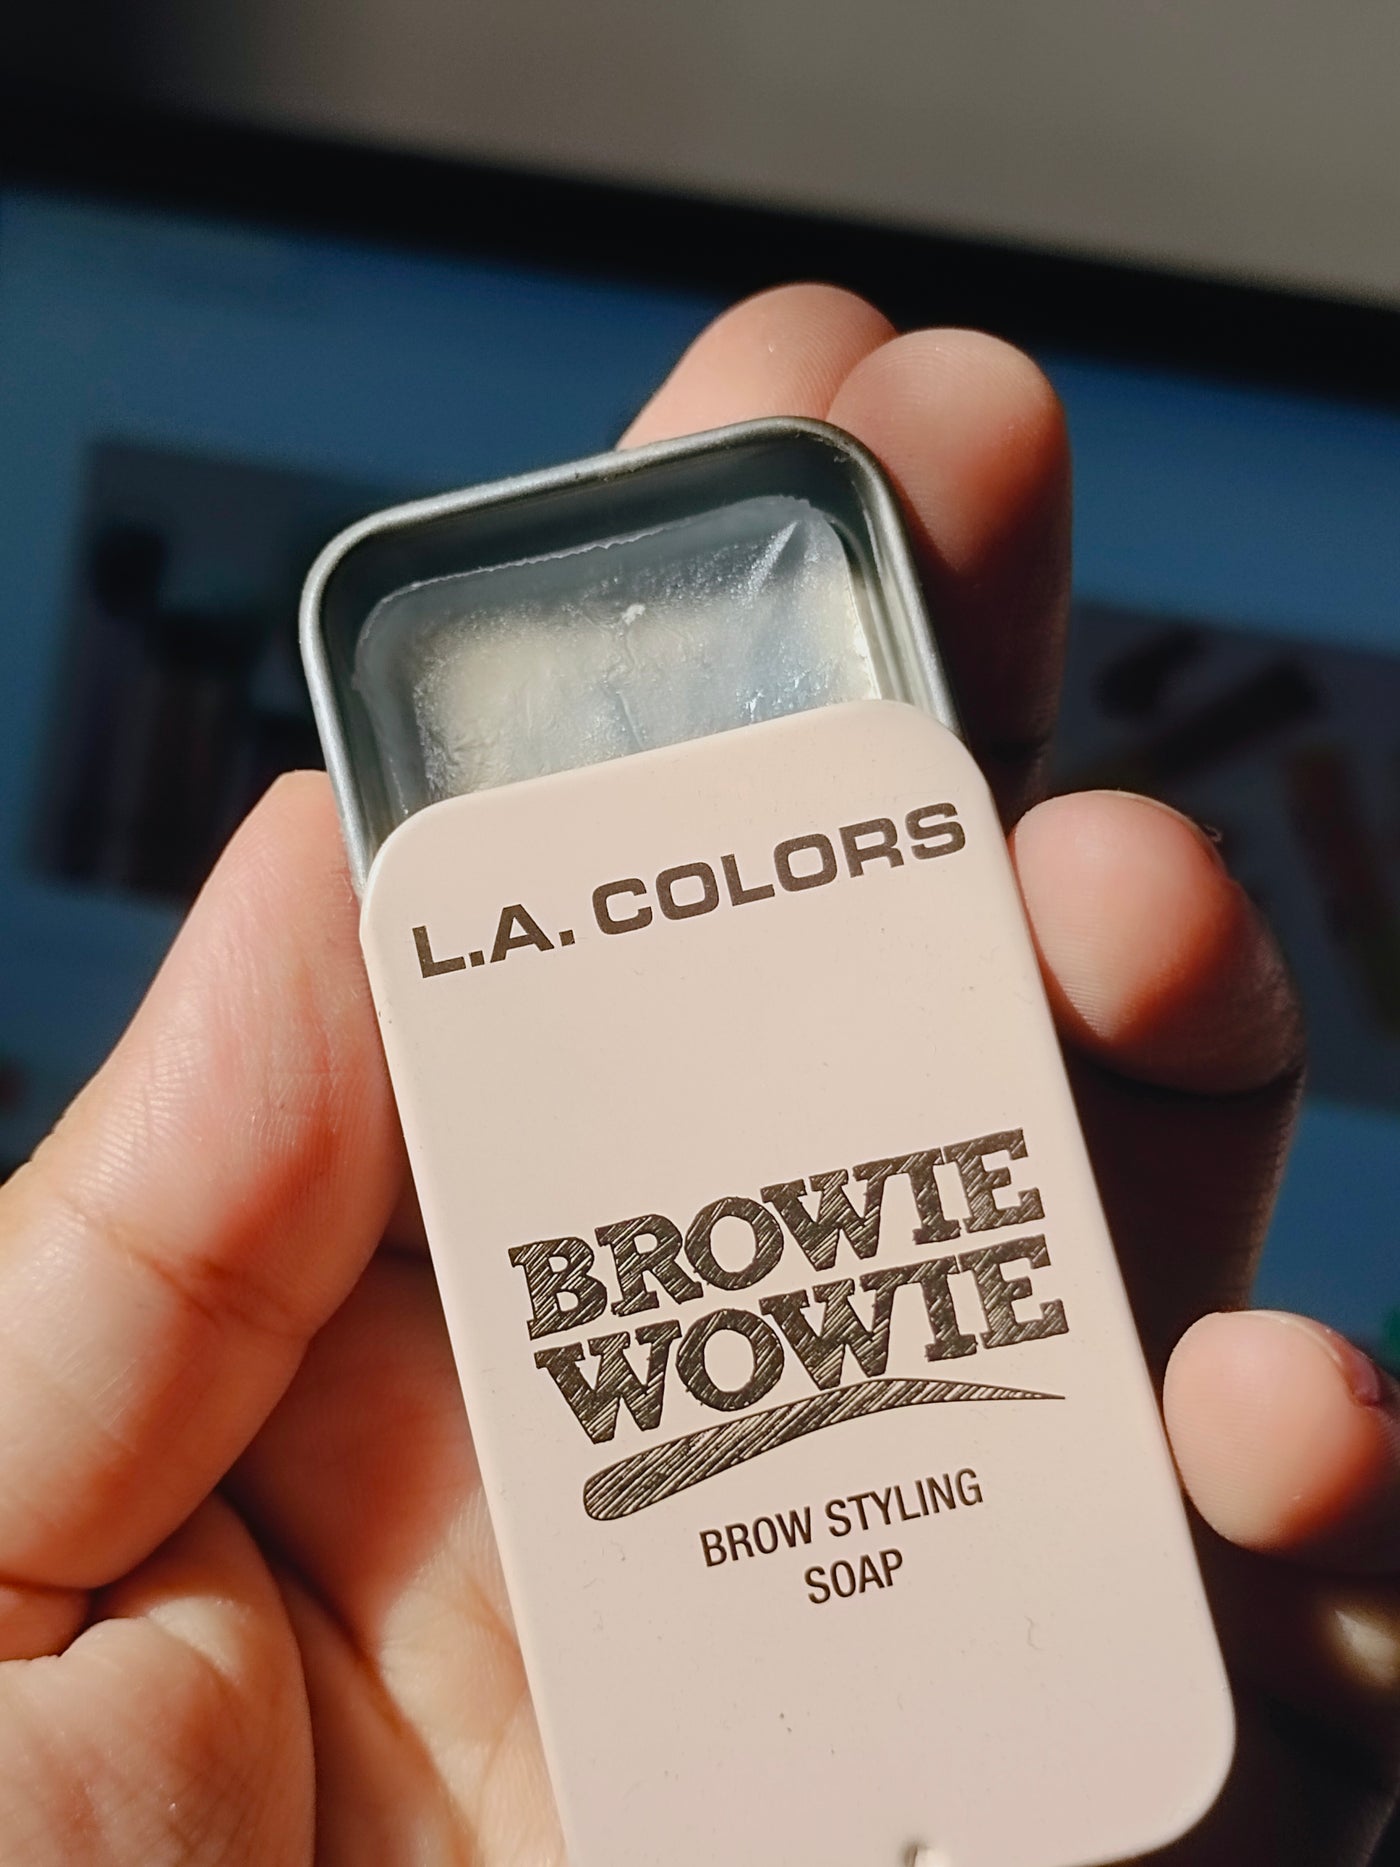 L.A. COLORS
BROWIE
WOWIE
BROW STYLING
SOAP